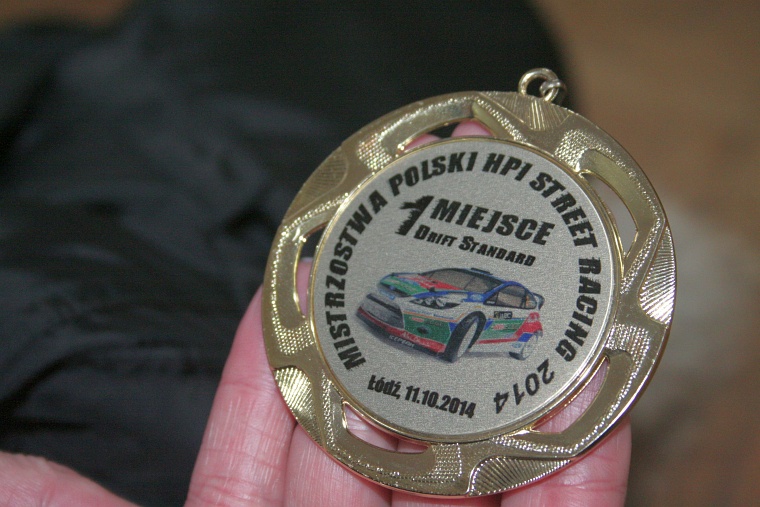 MISTRZOSTWA POLSKI HPI STREET RACING 2014
1 MIEJSCE
DRIFT STANDARD
Łódź, 11.10.2014